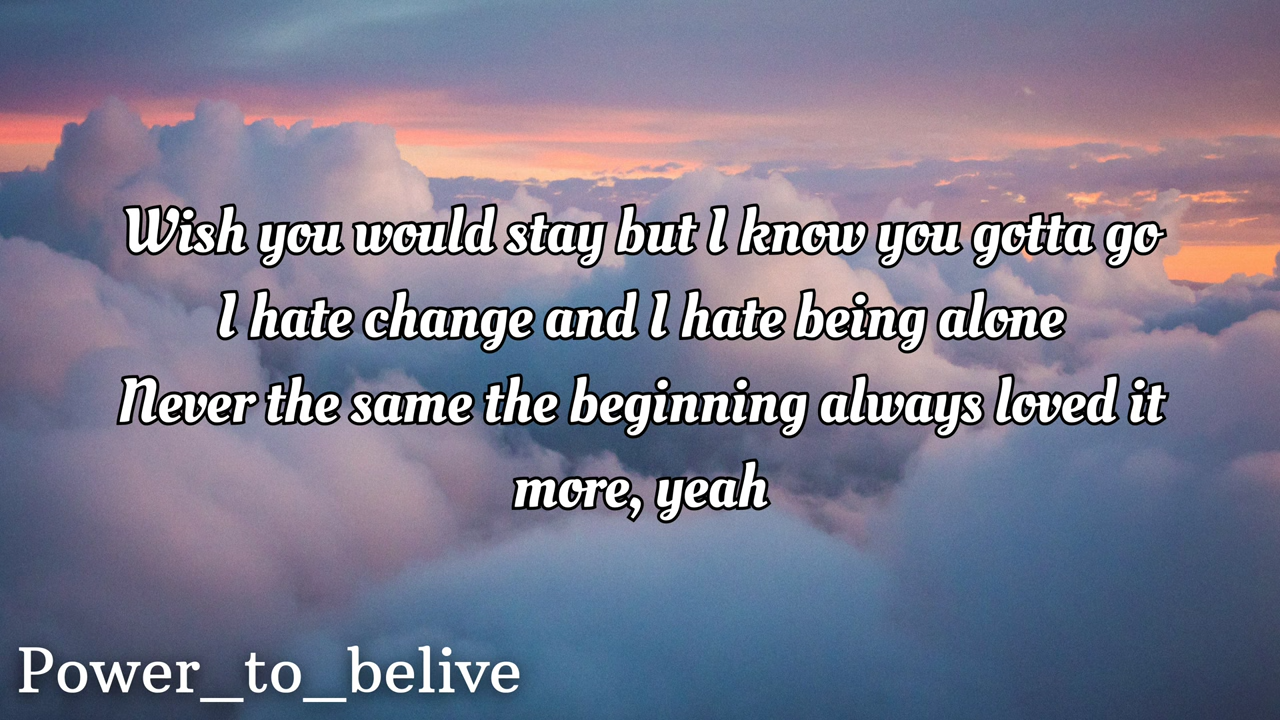 Wish you would stay but I know you gotta go
I hate change and I hate being alone
Never the same the beginning always loved it
more, yeah
Power_to_belive